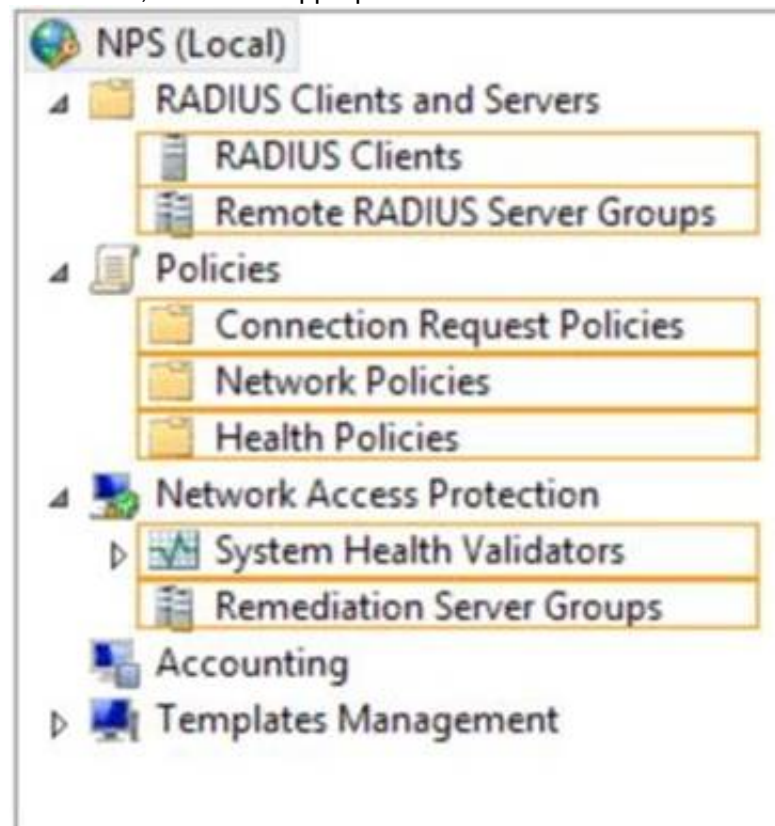 NPS (Local)
RADIUS Clients and Servers
RADIUS Clients
Remote RADIUS Server Groups
Policies
Connection Request Policies
Network Policies
Health Policies
Network Access Protection
System Health Validators
Remediation Server Groups
Accounting
Templates Management